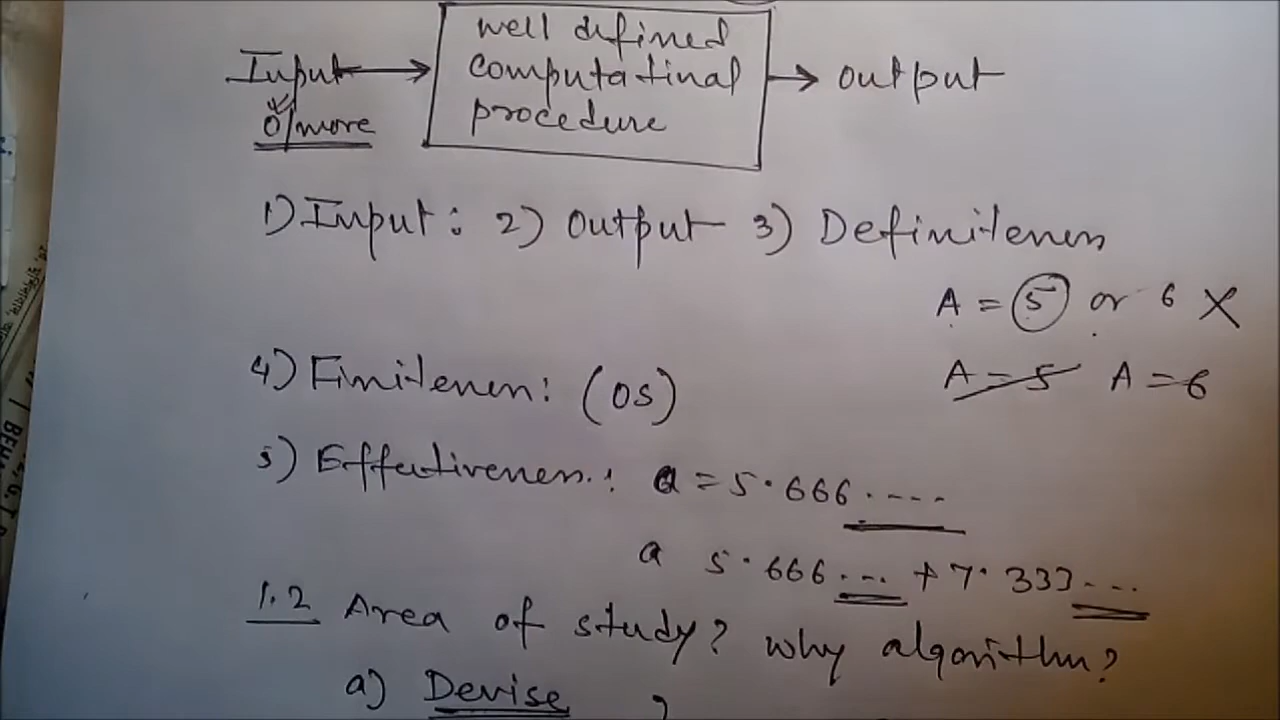 well defined
Input → computatinal → output
procedure
0/more
1) Input: 2) Output 3) Definiteness
A = 5 or 6 X
4) Finiteness: (OS)
A = 5 A = 6
5) Effectiveness: a = 5.666.----
a 5.666... + 7.333...
1.2 Area of study? why algorithm?
a) Devise ?